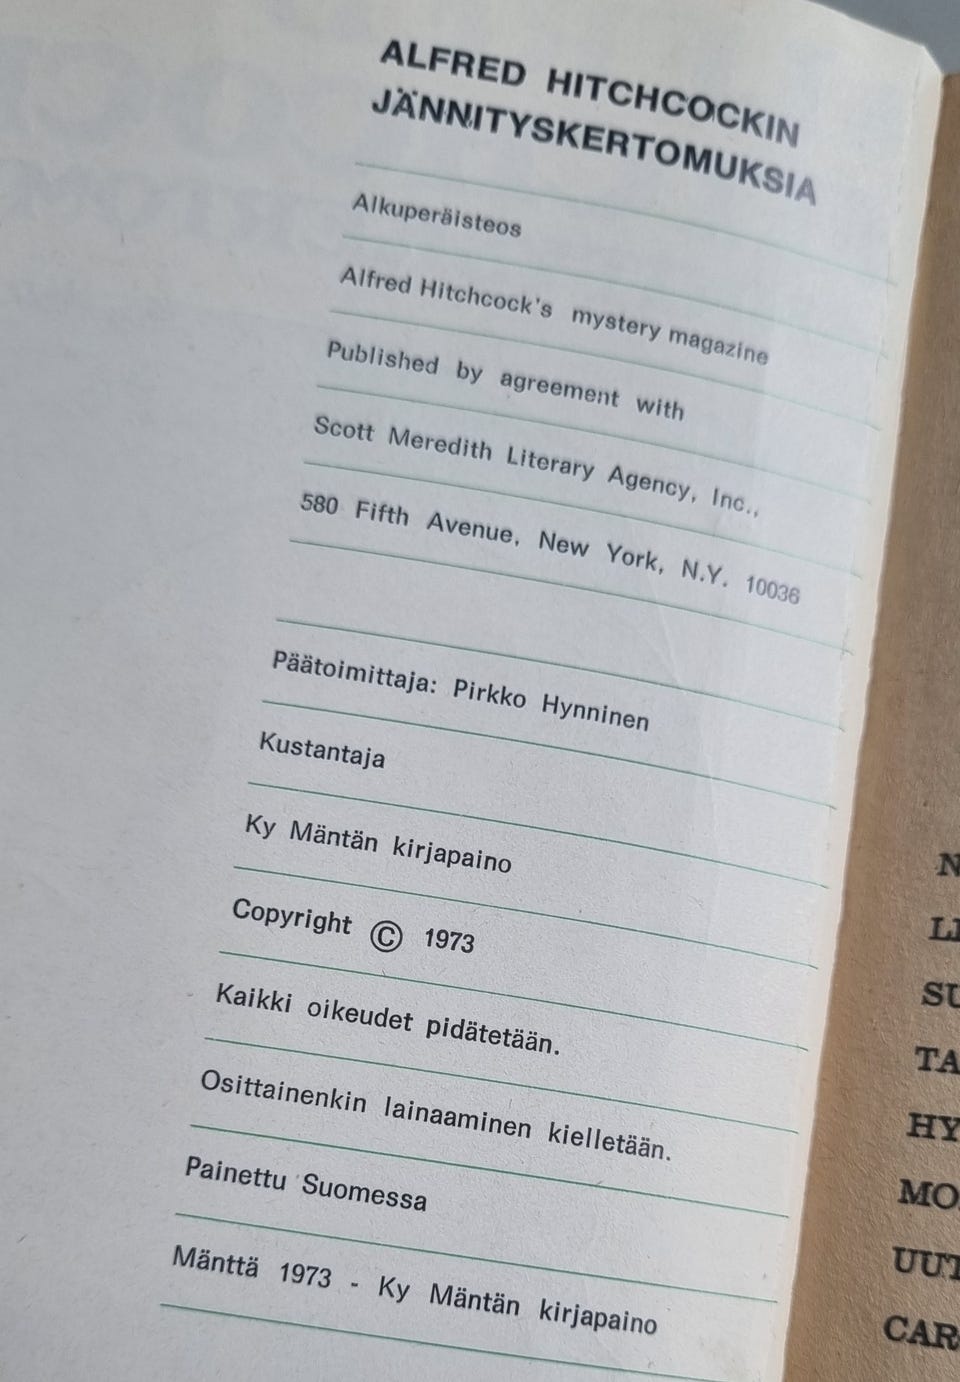 ALFRED HITCHCOCKIN
JÄNNITYSKERTOMUKSIA
Alkuperäisteos
Alfred Hitchcock's mystery magazine
Published by agreement with
Scott Meredith Literary Agency, Inc.,
580 Fifth Avenue, New York, N.Y. 10036
Päätoimittaja: Pirkko Hynninen
Kustantaja
Ky Mäntän kirjapaino
Copyright © 1973
Kaikki oikeudet pidätetään.
Osittainenkin lainaaminen kielletään.
Painettu Suomessa
Mänttä 1973 - Ky Mäntän kirjapaino